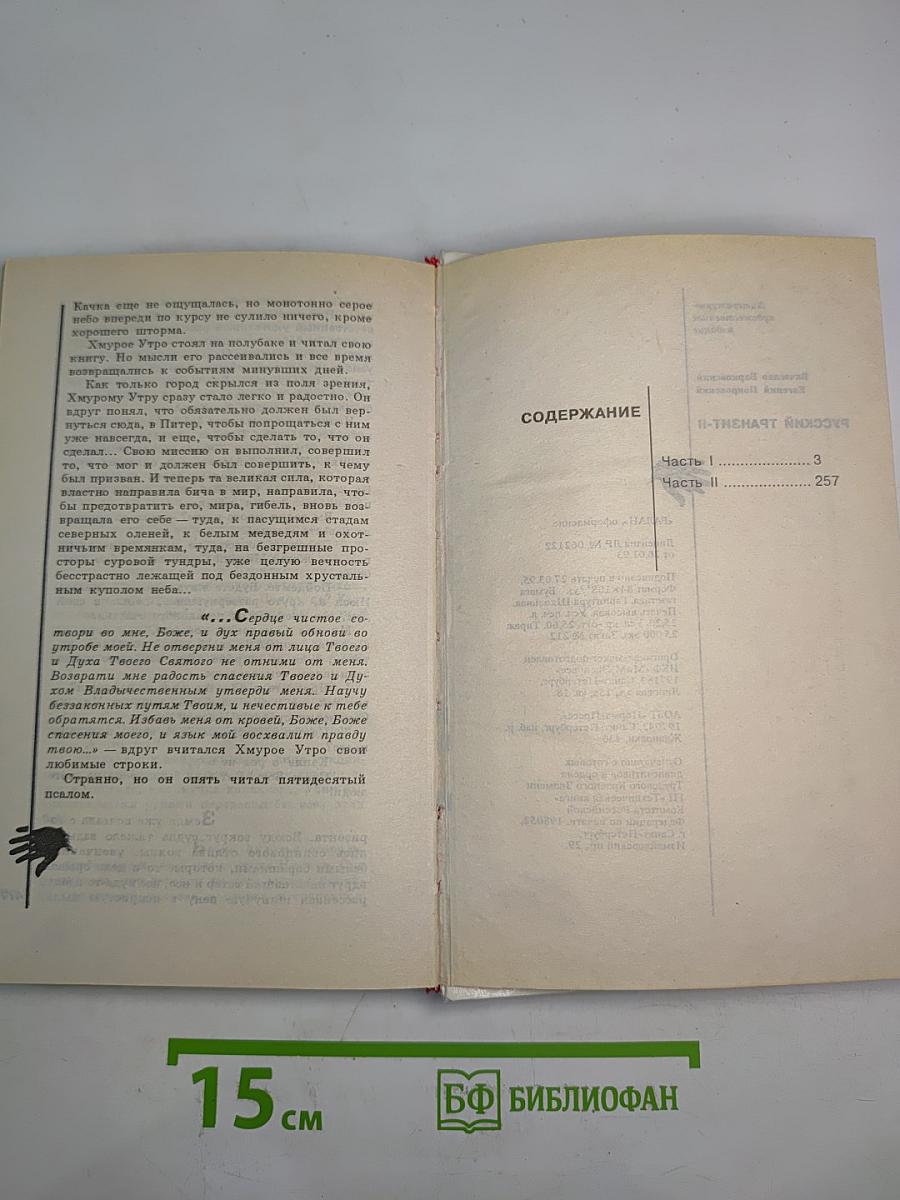 Качка еще не ощущалась, но монотонно серое
небо впереди по курсу не сулило ничего, кроме
хорошего шторма.
Хмурое Утро стоял на полубаке и читал свою
книгу. Но мысли его рассеивались и все время
возвращались к событиям минувших дней.
Как только город скрылся из поля зрения,
Хмурому Утру сразу стало легко и радостно. Он
вдруг понял, что обязательно должен был вер-
нуться сюда, в Питер, чтобы попрощаться с ним
уже навсегда, и еще, чтобы сделать то, что он
сделал... Свою миссию он выполнил, совершил
то, что мог и должен был совершить, к чему
был призван. И теперь та великая сила, которая
властно направила бича в мир, направила, что-
бы предотвратить его, мира, гибель, вновь воз-
вращала его себе — туда, к пасущимся стадам
северных оленей, к белым медведям и охот-
ничьим времянкам, туда, на безгрешные про-
сторы суровой тундры, уже целую вечность
бесстрастно лежащей под бездонным хрусталь-
ным куполом неба...
«...Сердце чистое со-
твори во мне, Боже, и дух правый обнови во
утробе моей. Не отвергни меня от лица Твоего
и Духа Твоего Святого не отними от меня.
Возврати мне радость спасения Твоего и Ду-
хом Владычественным утверди меня. Научу
беззаконных путям Твоим, и нечестивые к тебе
обратятся. Избавь меня от кровей, Боже, Боже
спасения моего, и язык мой восхвалит правду
твою...» — вдруг вчитался Хмурое Утро свои
любимые строки.
Странно, но он опять читал пятидесятый
псалом.
СОДЕРЖАНИЕ
Часть I ...................... 3
Часть II ..................... 257
15 см
БФ БИБЛИОФАН